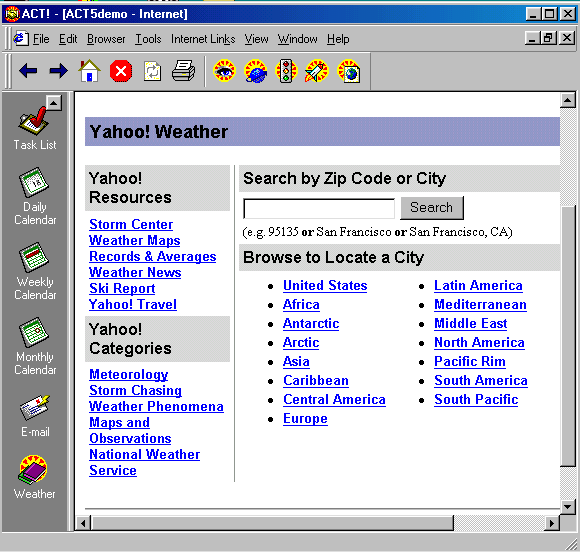 ACT! - [ACT5demo - Internet]
File Edit Browser Tools Internet Links View Window Help
Task List
Daily
Calendar
Weekly
Calendar
Monthly
Calendar
E-mail
Weather
Yahoo! Weather
Yahoo!
Resources
Storm Center
Weather Maps
Records & Averages
Weather News
Ski Report
Yahoo! Travel
Yahoo!
Categories
Meteorology
Storm Chasing
Weather Phenomena
Maps and
Observations
National Weather
Service
Search by Zip Code or City
Search
(e.g. 95135 or San Francisco or San Francisco, CA)
Browse to Locate a City
United States
Africa
Antarctic
Arctic
Asia
Caribbean
Central America
Europe
Latin America
Mediterranean
Middle East
North America
Pacific Rim
South America
South Pacific